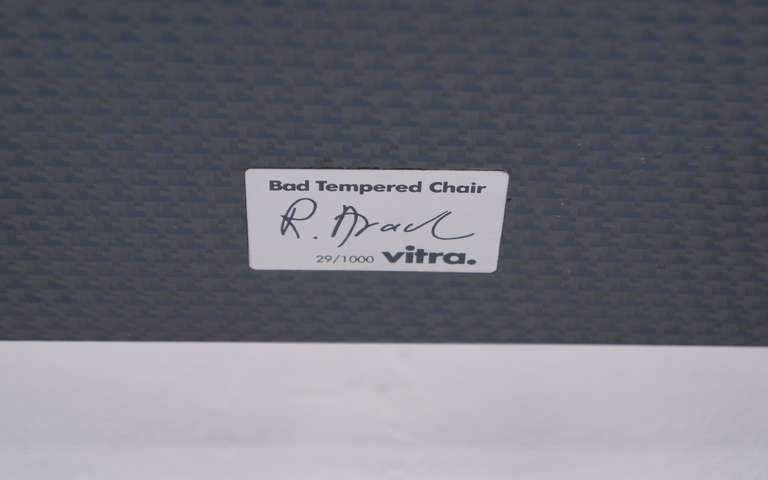 Bad Tempered Chair
R. Arad
29/1000 vitra.